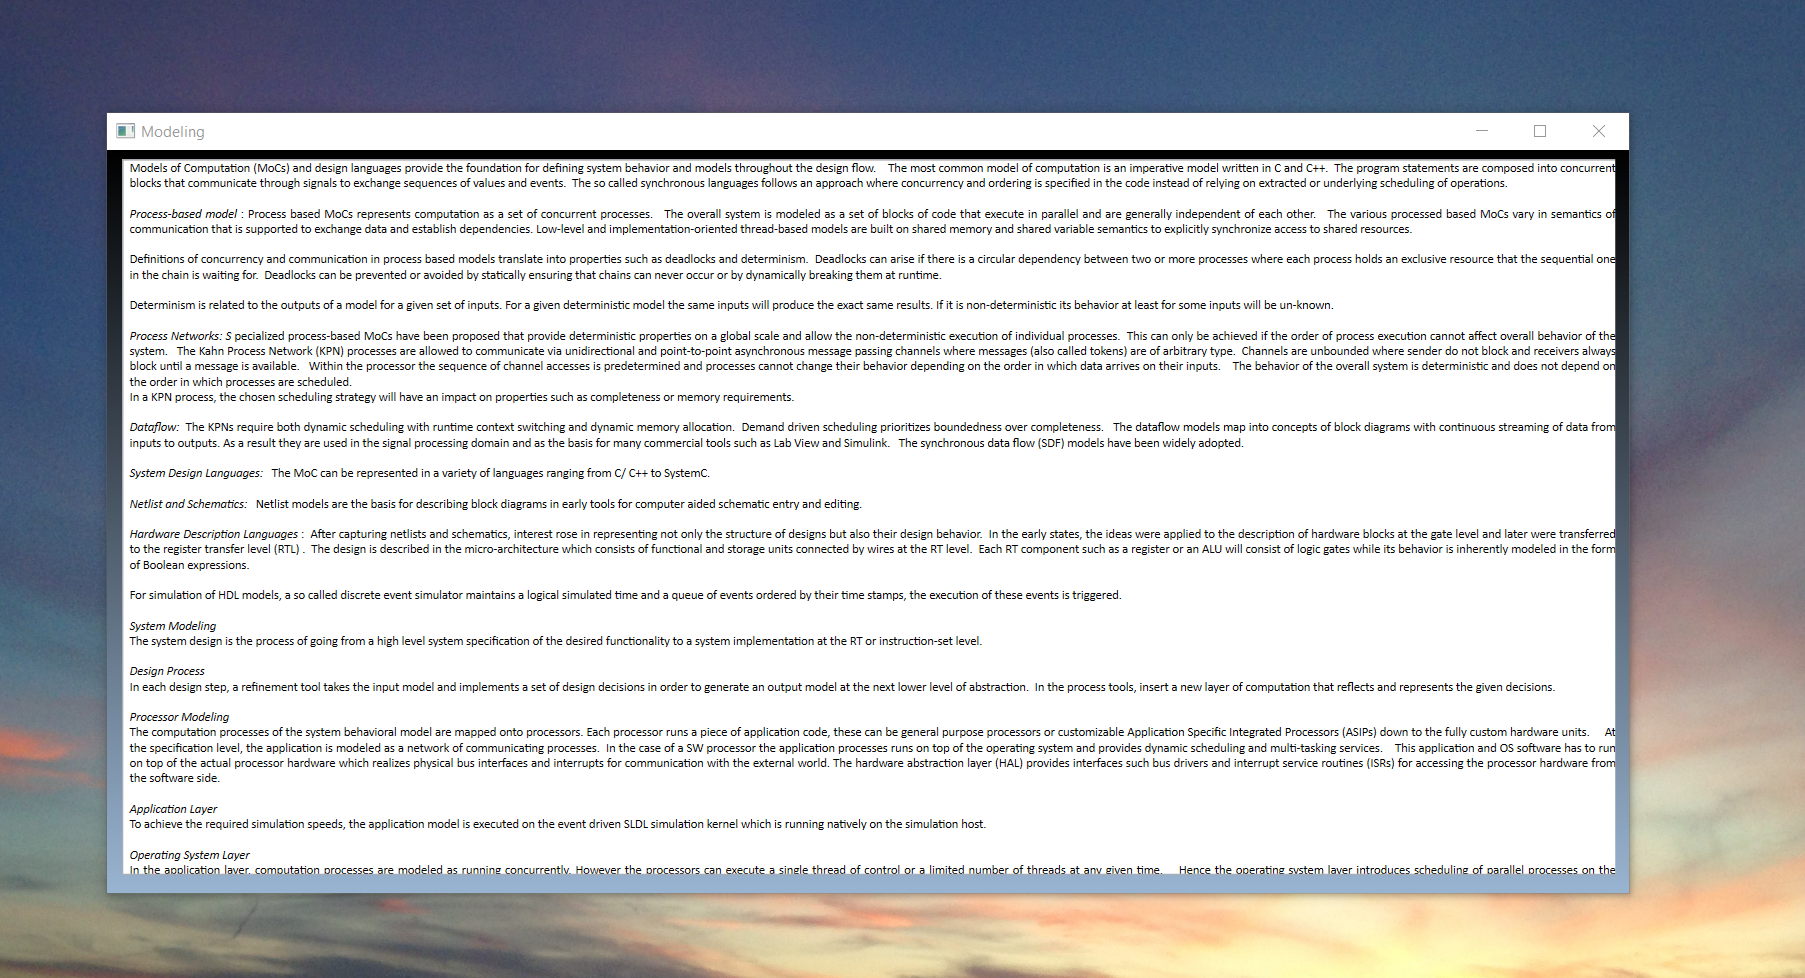 Modeling
Models of Computation (MoCs) and design languages provide the foundation for defining system behavior and models throughout the design flow.    The most common model of computation is an imperative model written in C and C++.  The program statements are composed into concurrent
blocks that communicate through signals to exchange sequences of values and events.  The so called synchronous languages follows an approach where concurrency and ordering is specified in the code instead of relying on extracted or underlying scheduling of operations.
Process-based model : Process based MoCs represents computation as a set of concurrent processes.   The overall system is modeled as a set of blocks of code that execute in parallel and are generally independent of each other.   The various processed based MoCs vary in semantics of
communication that is supported to exchange data and establish dependencies. Low-level and implementation-oriented thread-based models are built on shared memory and shared variable semantics to explicitly synchronize access to shared resources.
Definitions of concurrency and communication in process based models translate into properties such as deadlocks and determinism.  Deadlocks can arise if there is a circular dependency between two or more processes where each process holds an exclusive resource that the sequential one
in the chain is waiting for.  Deadlocks can be prevented or avoided by statically ensuring that chains can never occur or by dynamically breaking them at runtime.
Determinism is related to the outputs of a model for a given set of inputs. For a given deterministic model the same inputs will produce the exact same results. If it is non-deterministic its behavior at least for some inputs will be un-known.
Process Networks: S pecialized process-based MoCs have been proposed that provide deterministic properties on a global scale and allow the non-deterministic execution of individual processes.  This can only be achieved if the order of process execution cannot affect overall behavior of the
system.   The Kahn Process Network (KPN) processes are allowed to communicate via unidirectional and point-to-point asynchronous message passing channels where messages (also called tokens) are of arbitrary type.  Channels are unbounded where sender do not block and receivers always
block until a message is available.   Within the processor the sequence of channel accesses is predetermined and processes cannot change their behavior depending on the order in which data arrives on their inputs.    The behavior of the overall system is deterministic and does not depend on
the order in which processes are scheduled.
In a KPN process, the chosen scheduling strategy will have an impact on properties such as completeness or memory requirements.
Dataflow:  The KPNs require both dynamic scheduling with runtime context switching and dynamic memory allocation.  Demand driven scheduling prioritizes boundedness over completeness.   The dataflow models map into concepts of block diagrams with continuous streaming of data from
inputs to outputs. As a result they are used in the signal processing domain and as the basis for many commercial tools such as Lab View and Simulink.   The synchronous data flow (SDF) models have been widely adopted.
System Design Languages:   The MoC can be represented in a variety of languages ranging from C/ C++ to SystemC.
Netlist and Schematics:   Netlist models are the basis for describing block diagrams in early tools for computer aided schematic entry and editing.
Hardware Description Languages :  After capturing netlists and schematics, interest rose in representing not only the structure of designs but also their design behavior.  In the early states, the ideas were applied to the description of hardware blocks at the gate level and later were transferred
to the register transfer level (RTL) .  The design is described in the micro-architecture which consists of functional and storage units connected by wires at the RT level.  Each RT component such as a register or an ALU will consist of logic gates while its behavior is inherently modeled in the form
of Boolean expressions.
For simulation of HDL models, a so called discrete event simulator maintains a logical simulated time and a queue of events ordered by their time stamps, the execution of these events is triggered.
System Modeling
The system design is the process of going from a high level system specification of the desired functionality to a system implementation at the RT or instruction-set level.
Design Process
In each design step, a refinement tool takes the input model and implements a set of design decisions in order to generate an output model at the next lower level of abstraction.  In the process tools, insert a new layer of computation that reflects and represents the given decisions.
Processor Modeling
The computation processes of the system behavioral model are mapped onto processors. Each processor runs a piece of application code, these can be general purpose processors or customizable Application Specific Integrated Processors (ASIPs) down to the fully custom hardware units.     At
the specification level, the application is modeled as a network of communicating processes.  In the case of a SW processor the application processes runs on top of the operating system and provides dynamic scheduling and multi-tasking services.    This application and OS software has to run
on top of the actual processor hardware which realizes physical bus interfaces and interrupts for communication with the external world. The hardware abstraction layer (HAL) provides interfaces such bus drivers and interrupt service routines (ISRs) for accessing the processor hardware from
the software side.
Application Layer
To achieve the required simulation speeds, the application model is executed on the event driven SLDL simulation kernel which is running natively on the simulation host.
Operating System Layer
In the application layer, computation processes are modeled as running concurrently. However the processors can execute a single thread of control or a limited number of threads at any given time.     Hence the operating system layer introduces scheduling of parallel processes on the